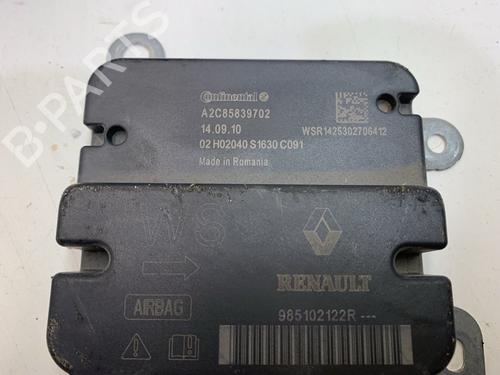 B-PARTS
Continental
A2C85839702
14.09.10
02 H02040 S1630 C091
Made in Romania
WSR1425302706412
WS
RENAULT
AIRBAG
985102122R ---